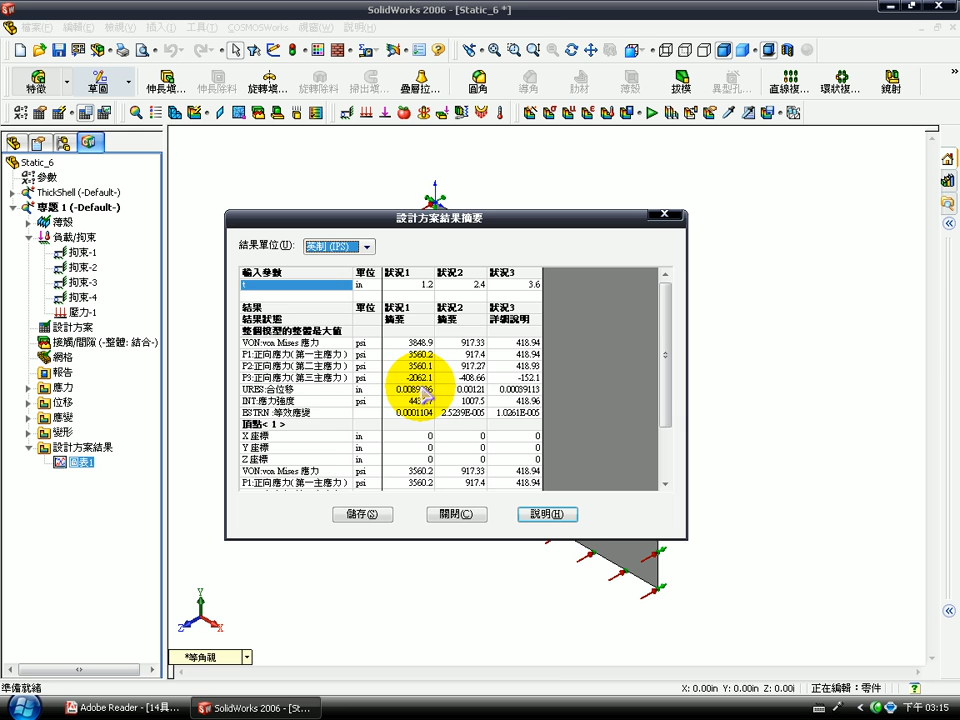 SolidWorks 2006 - [Static_6 *]
檔案(F) 編輯(E) 檢視(V) 插入(I) 工具(T) COSMOSWorks 視窗(W) 說明(H)
特徵 草圖 伸長填... 伸長除料 旋轉填... 旋轉除料 掃出填... 疊層拉... 圓角 導角 肋材 薄殼 拔模 異型孔... 直線複... 環狀複... 鏡射
Static_6
參數
ThickShell (-Default-)
專題 1 (-Default-)
薄殼
負載/拘束
拘束-1
拘束-2
拘束-3
拘束-4
壓力-1
設計方案
接觸/間隙 (-整體: 結合-)
網格
報告
應力
位移
應變
變形
設計方案結果
圖表1
設計方案結果摘要
結果單位(U): 英制 (IPS)
輸入參數 單位 狀況1 狀況2 狀況3
t in 1.2 2.4 3.6
結果 單位 狀況1 狀況2 狀況3
結果狀態 摘要 摘要 詳細說明
整個模型的整體最大值
VON:von Mises 應力 psi 3848.9 917.33 418.94
P1:正向應力( 第一主應力 ) psi 3560.2 917.4 418.94
P2:正向應力( 第二主應力 ) psi 3560.1 917.27 418.93
P3:正向應力( 第三主應力 ) psi -2062.1 -408.66 -152.1
URES:合位移 in 0.00121 0.00039113
INT:應力強度 psi 1007.5 418.96
ESTRN :等效應變 0.0001104 2.5239E-005 1.0261E-005
頂點< 1 >
X 座標 in 0 0 0
Y 座標 in 0 0 0
Z 座標 in 0 0 0
VON:von Mises 應力 psi 3560.2 917.33 418.94
P1:正向應力( 第一主應力 ) psi 3560.2 917.4 418.94
儲存(S) 關閉(C) 說明(H)
Y
Z X
*等角視
準備就緒 X: 0.00in Y: 0.00in Z: 0.00i 正在編輯：零件
Adobe Reader - [14具... SolidWorks 2006 - [St... 下午 03:15